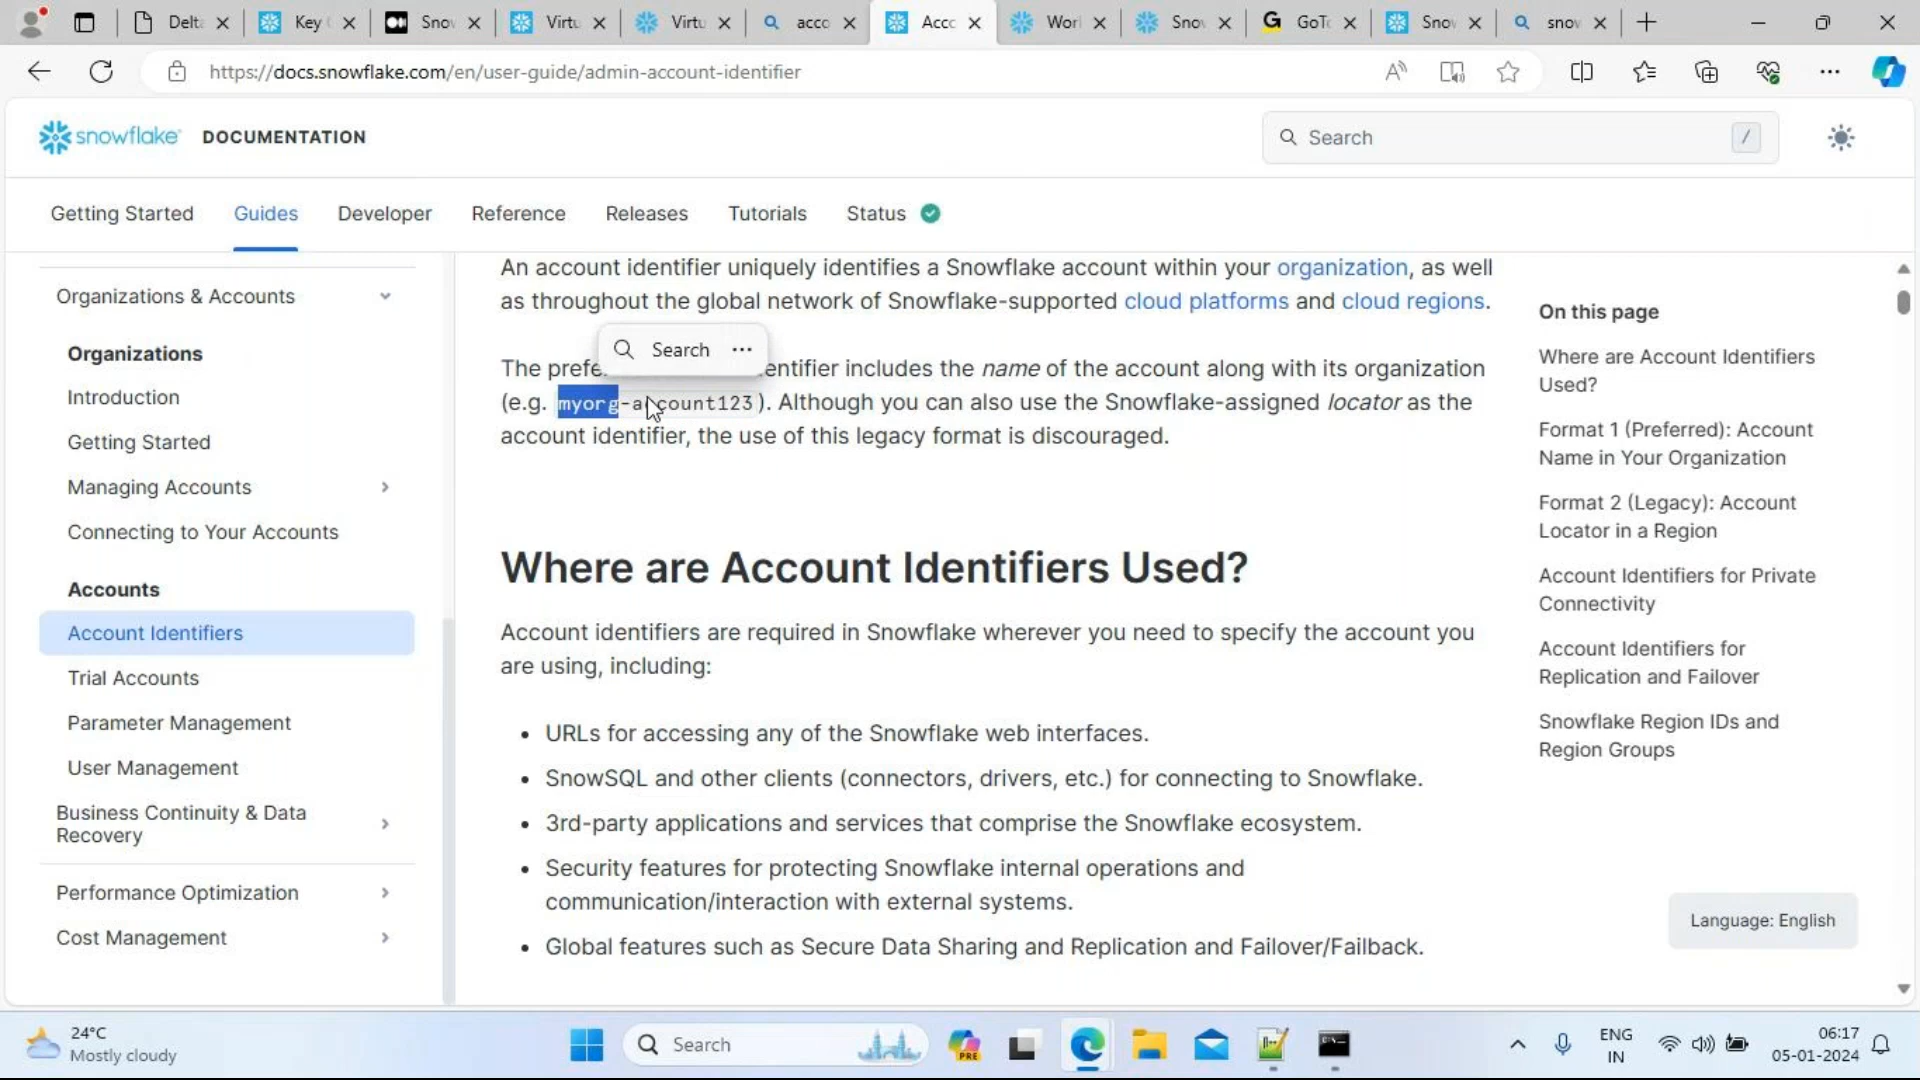 Delt
Key
Snov
Virtu
Virtu
acco
Acc
Worl
Snov
GoTo
Snov
snov
https://docs.snowflake.com/en/user-guide/admin-account-identifier
snowflake DOCUMENTATION
Search /
Getting Started Guides Developer Reference Releases Tutorials Status
Organizations & Accounts
Organizations
Introduction
Getting Started
Managing Accounts
Connecting to Your Accounts
Accounts
Account Identifiers
Trial Accounts
Parameter Management
User Management
Business Continuity & Data
Recovery
Performance Optimization
Cost Management
An account identifier uniquely identifies a Snowflake account within your organization, as well
as throughout the global network of Snowflake-supported cloud platforms and cloud regions.
Search ···
The prefe entifier includes the name of the account along with its organization
(e.g. myorg-account123). Although you can also use the Snowflake-assigned locator as the
account identifier, the use of this legacy format is discouraged.
Where are Account Identifiers Used?
Account identifiers are required in Snowflake wherever you need to specify the account you
are using, including:
• URLs for accessing any of the Snowflake web interfaces.
• SnowSQL and other clients (connectors, drivers, etc.) for connecting to Snowflake.
• 3rd-party applications and services that comprise the Snowflake ecosystem.
• Security features for protecting Snowflake internal operations and
communication/interaction with external systems.
• Global features such as Secure Data Sharing and Replication and Failover/Failback.
On this page
Where are Account Identifiers
Used?
Format 1 (Preferred): Account
Name in Your Organization
Format 2 (Legacy): Account
Locator in a Region
Account Identifiers for Private
Connectivity
Account Identifiers for
Replication and Failover
Snowflake Region IDs and
Region Groups
Language: English
24°C
Mostly cloudy
Search
PRE
ENG
IN
06:17
05-01-2024